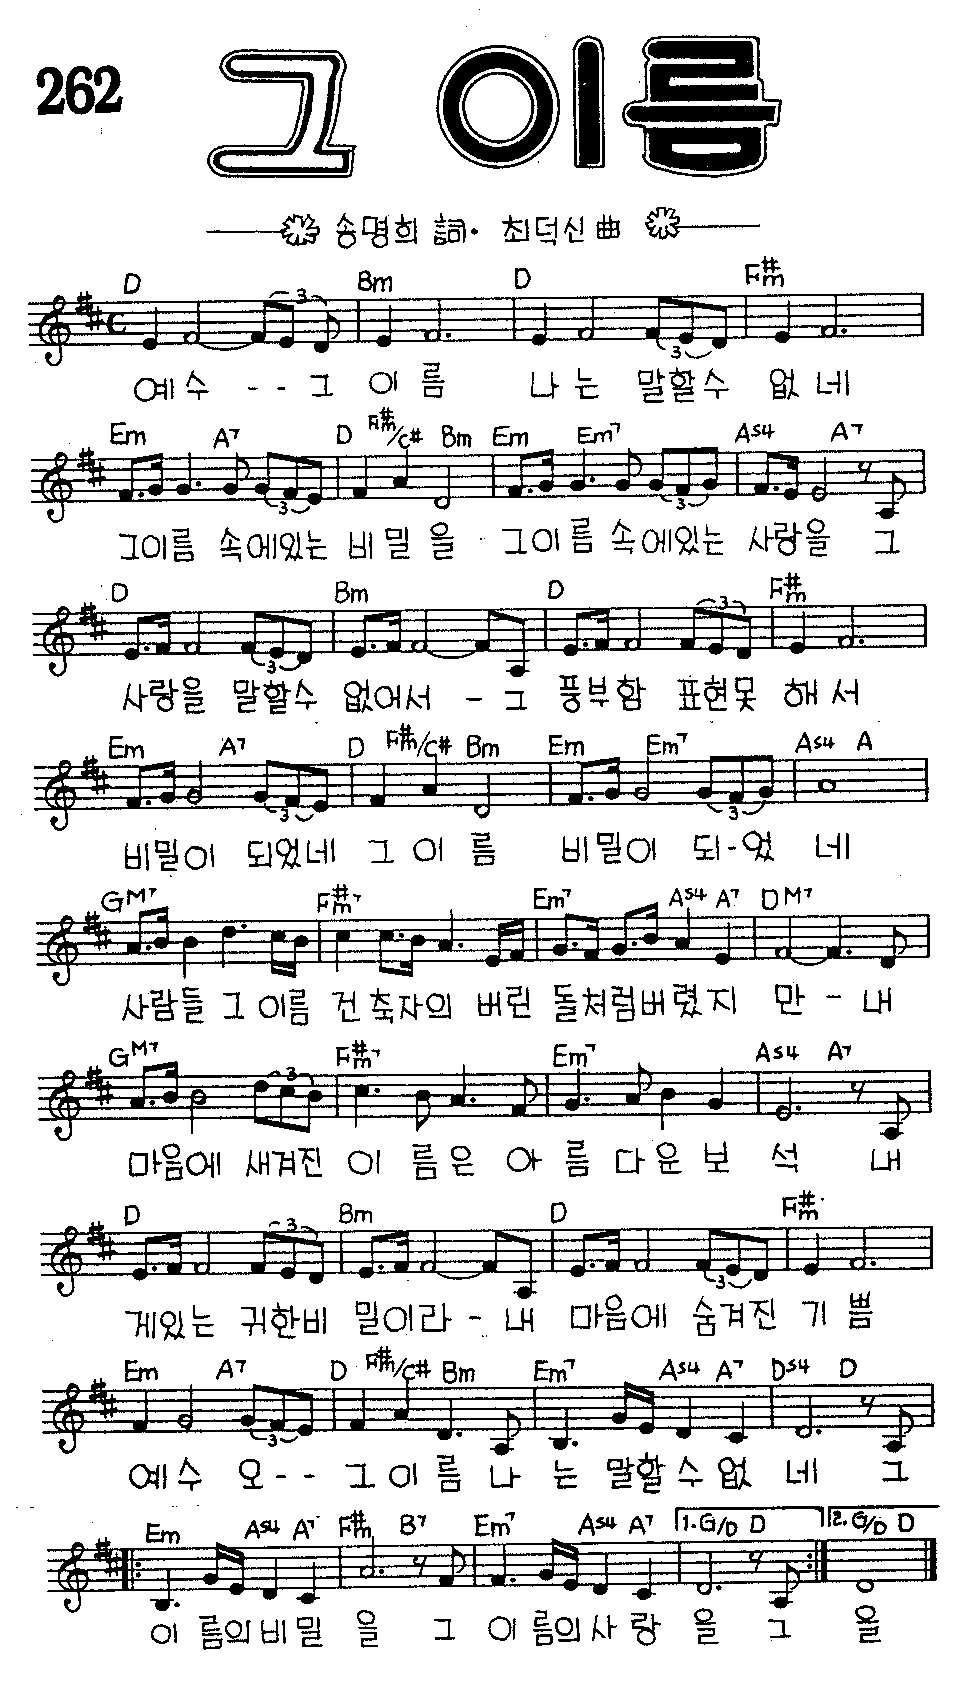 262
그 이름
송명희 詞· 최덕신 曲
D Bm D F#m
예수 - - 그 이 름 나 는 말할수 없 네
Em A7 D F#m/C# Bm Em Em7 AS4 A7
그이름 속에있는 비 밀 을 그이름 속에있는 사랑을 그
D Bm D F#m
사랑을 말할수 없어서 - 그 풍부함 표현못 해 서
Em A7 D F#m/C# Bm Em Em7 AS4 A
비밀이 되었네 그 이 름 비밀이 되-었 네
GM7 F#m7 Em7 AS4 A7 DM7
사람들 그 이름 건축자의 버린 돌처럼버렸지 만 - 내
GM7 F#m7 Em7 AS4 A7
마음에 새겨진 이 름은 아 름 다운 보 석 내
D Bm D F#m
게있는 귀한비 밀이라 - 내 마음에 숨겨진 기 쁨
Em A7 D F#m/C# Bm Em7 AS4 A7 DS4 D
예수 오 - - 그 이름 나 는 말할 수없 네 그
Em AS4 A7 F#m B7 Em7 AS4 A7 1. G/D D 2. G/D D
이 름의비밀 을 그 이름의사 랑 을 그 을